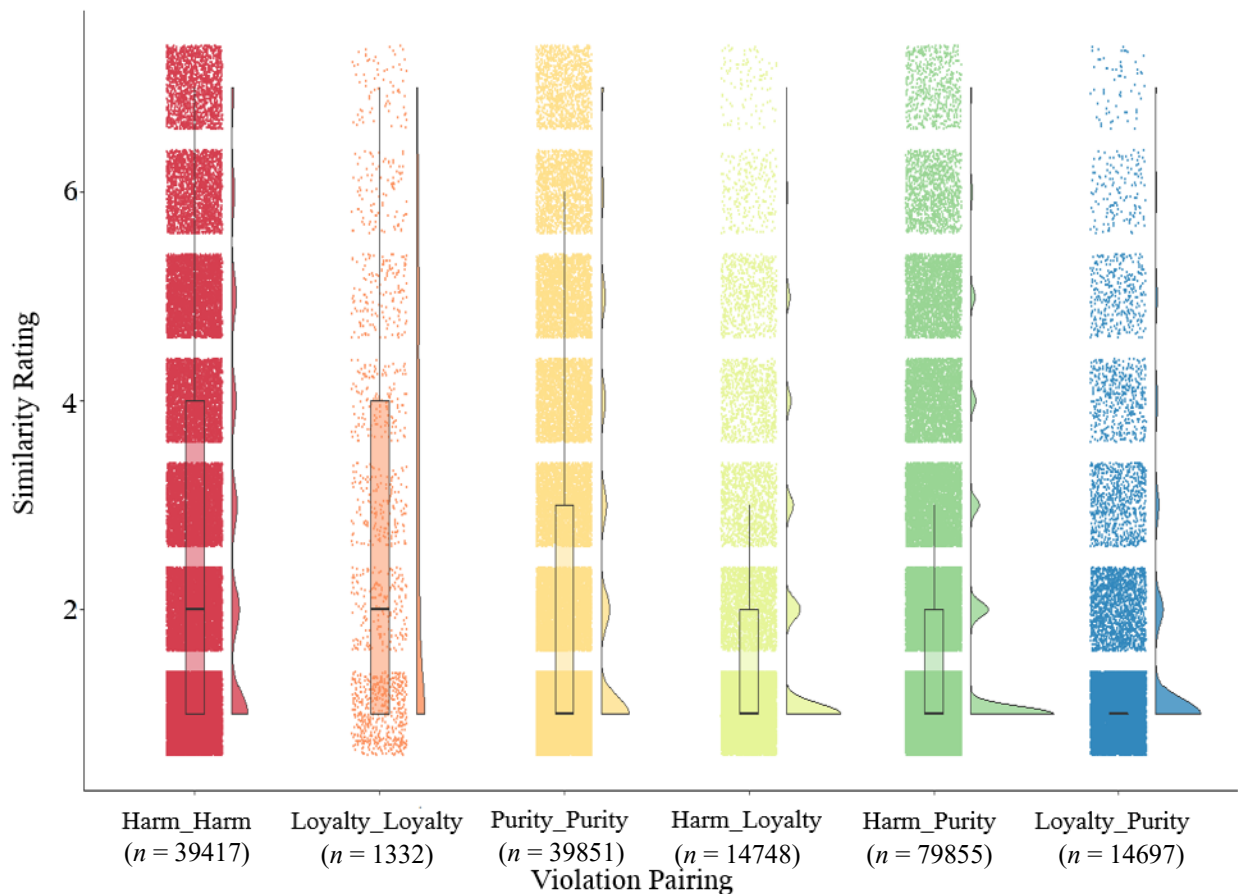 Similarity Rating
6
4
2
Harm_Harm Loyalty_Loyalty Purity_Purity Harm_Loyalty Harm_Purity Loyalty_Purity
(n = 39417) (n = 1332) (n = 39851) (n = 14748) (n = 79855) (n = 14697)
Violation Pairing